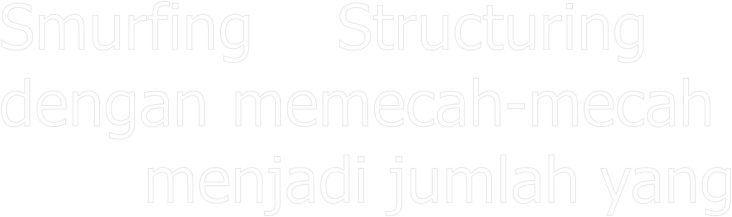 Smurfing Structuring
dengan memecah-mecah
menjadi jumlah yang